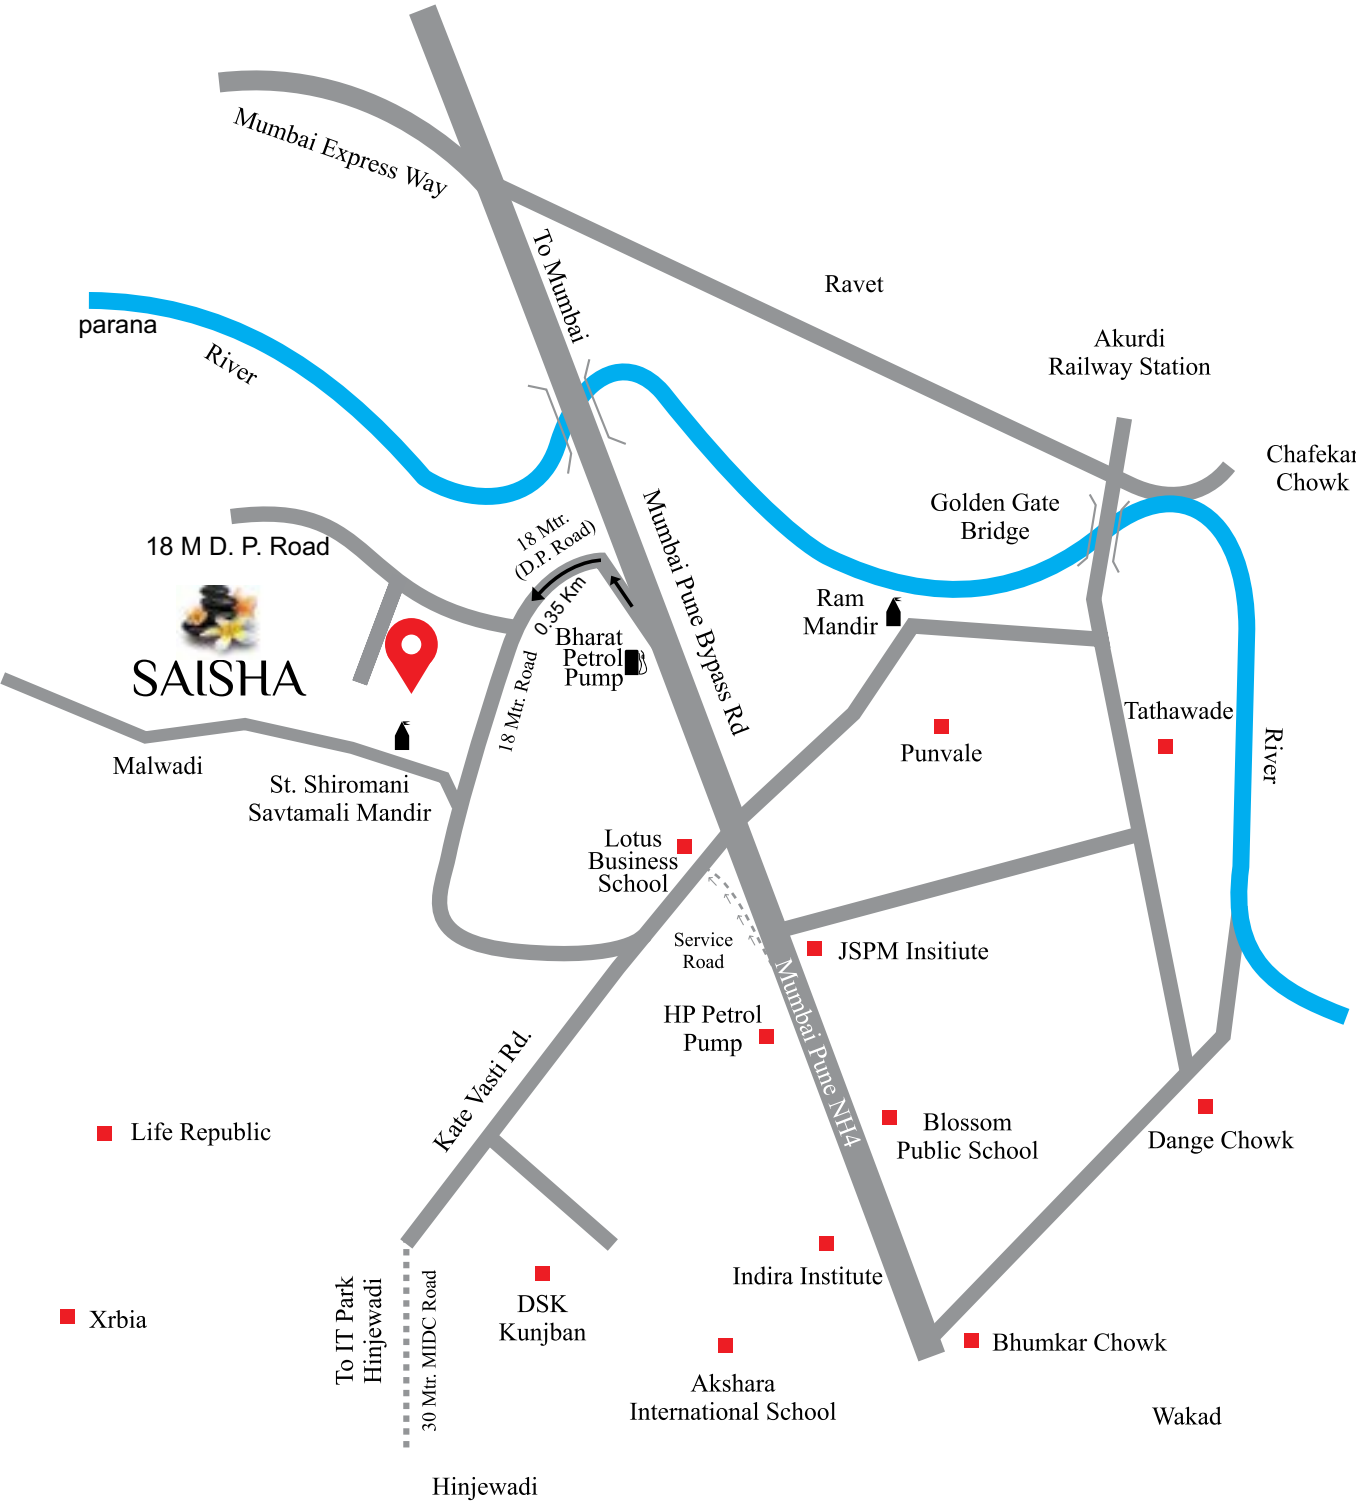 Mumbai Express Way
To Mumbai
Ravet
parana
River
Akurdi
Railway Station
Chafekar
Chowk
Golden Gate
Bridge
18 Mtr.
(D.P. Road)
0.35 Km
18 M D. P. Road
Mumbai Pune Bypass Rd
Ram
Mandir
Bharat
Petrol
Pump
SAISHA
18 Mtr. Road
Tathawade
River
Punvale
Malwadi
St. Shiromani
Savtamali Mandir
Lotus
Business
School
Service
Road
JSPM Insitiute
Mumbai Pune NH4
HP Petrol
Pump
Kate Vasti Rd.
Life Republic
Blossom
Public School
Dange Chowk
Indira Institute
To IT Park
Hinjewadi
30 Mtr. MIDC Road
DSK
Kunjban
Xrbia
Bhumkar Chowk
Akshara
International School
Wakad
Hinjewadi